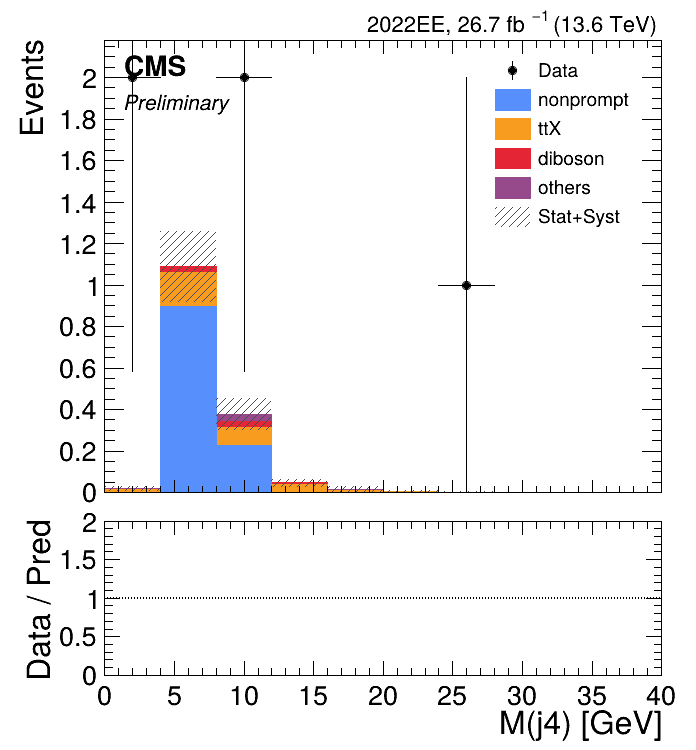 2022EE, 26.7 fb ⁻¹ (13.6 TeV)
CMS
Preliminary
Events
2
1.8
1.6
1.4
1.2
1
0.8
0.6
0.4
0.2
0
Data
nonprompt
ttX
diboson
others
Stat+Syst
Data / Pred
2
1.5
1
0.5
0
0 5 10 15 20 25 30 35 40
M(j4) [GeV]